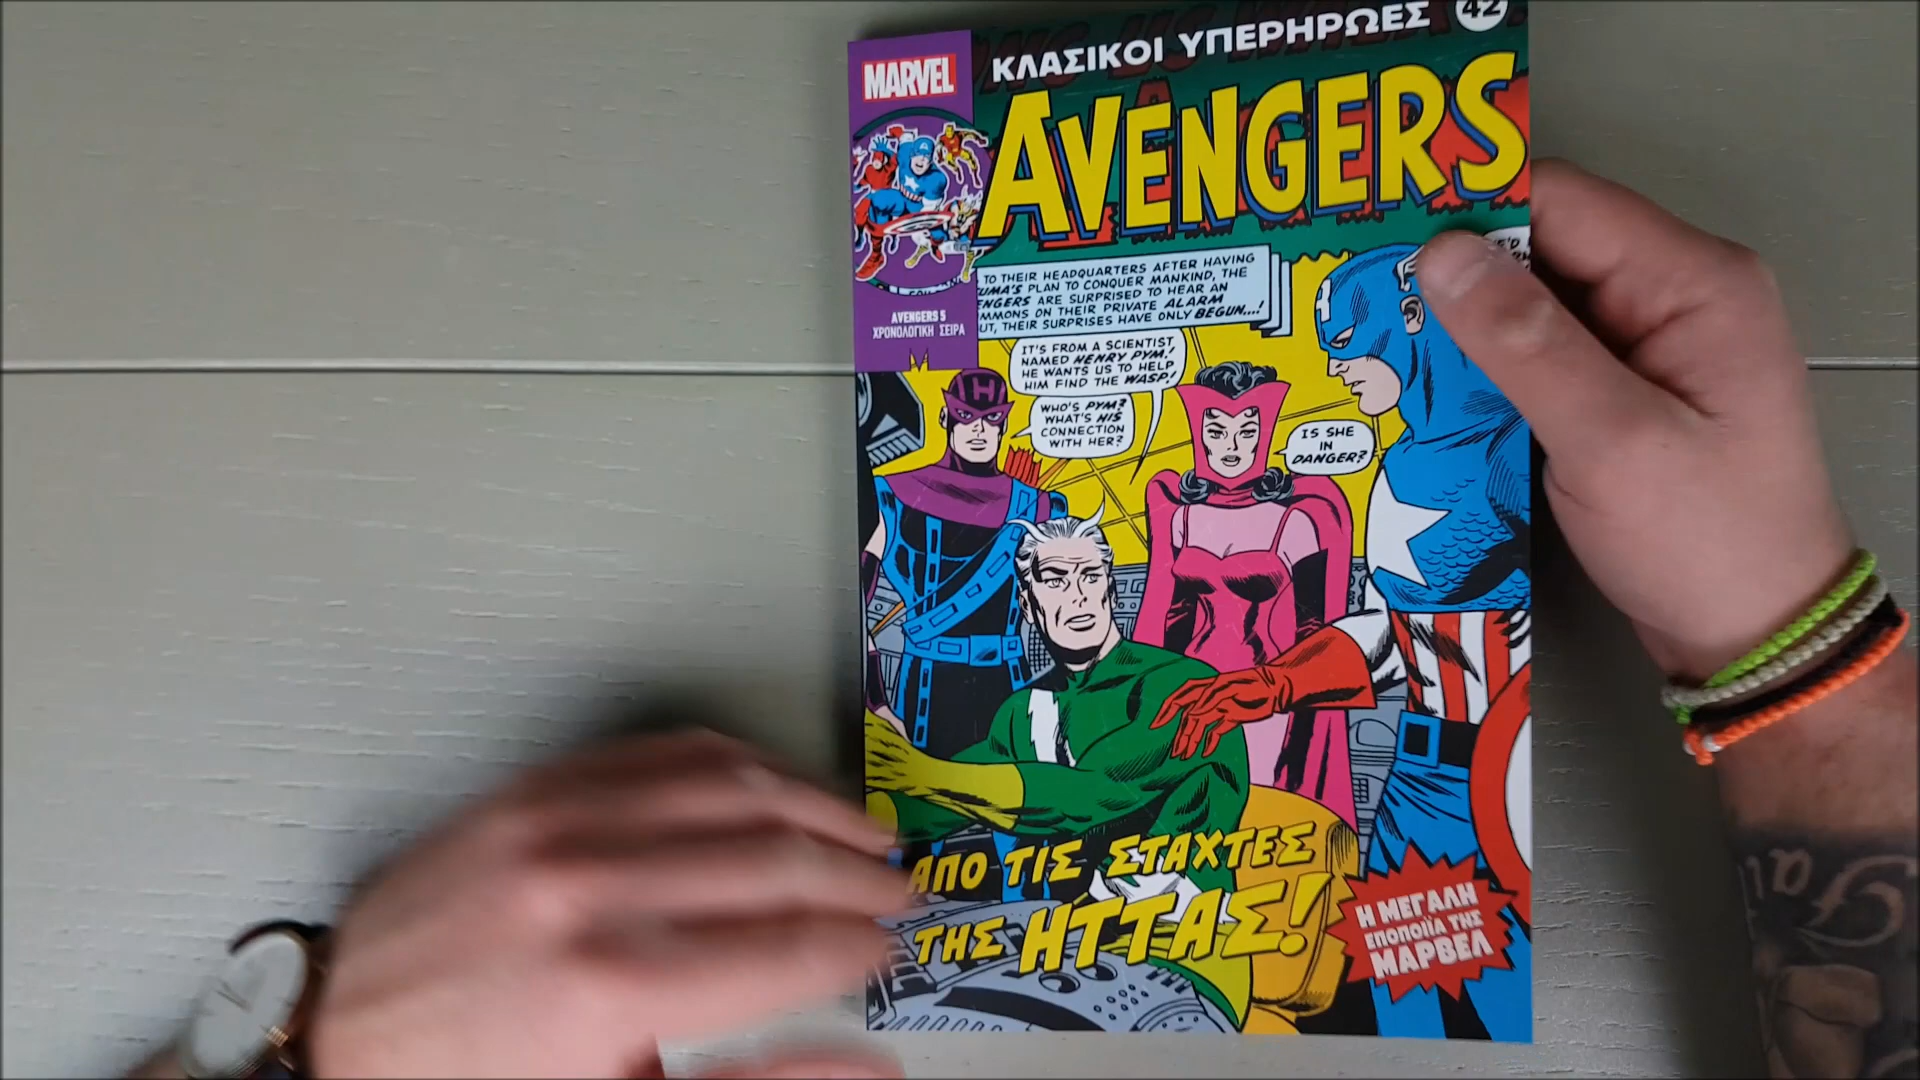 ΚΛΑΣΙΚΟΙ ΥΠΕΡΗΡΩΕΣ 42
MARVEL
AVENGERS
AVENGERS 5
ΧΡΟΝΟΛΟΓΙΚΗ ΣΕΙΡΑ
TO THEIR HEADQUARTERS AFTER HAVING
PLAN TO CONQUER MANKIND, THE
ARE SURPRISED TO HEAR AN
ON THEIR PRIVATE ALARM
THEIR SURPRISES HAVE ONLY BEGUN...!
IT'S FROM A SCIENTIST
NAMED HENRY PYM!
HE WANTS US TO HELP
HIM FIND THE WASP!
WHO'S PYM?
WHAT'S HIS
CONNECTION
WITH HER?
IS SHE
IN
DANGER?
ΑΠΟ ΤΙΣ ΣΤΑΧΤΕΣ
ΤΗΣ ΗΤΤΑΣ!
Η ΜΕΓΑΛΗ
ΕΠΟΠΟΙΪΑ ΤΗΣ
ΜΑΡΒΕΛ